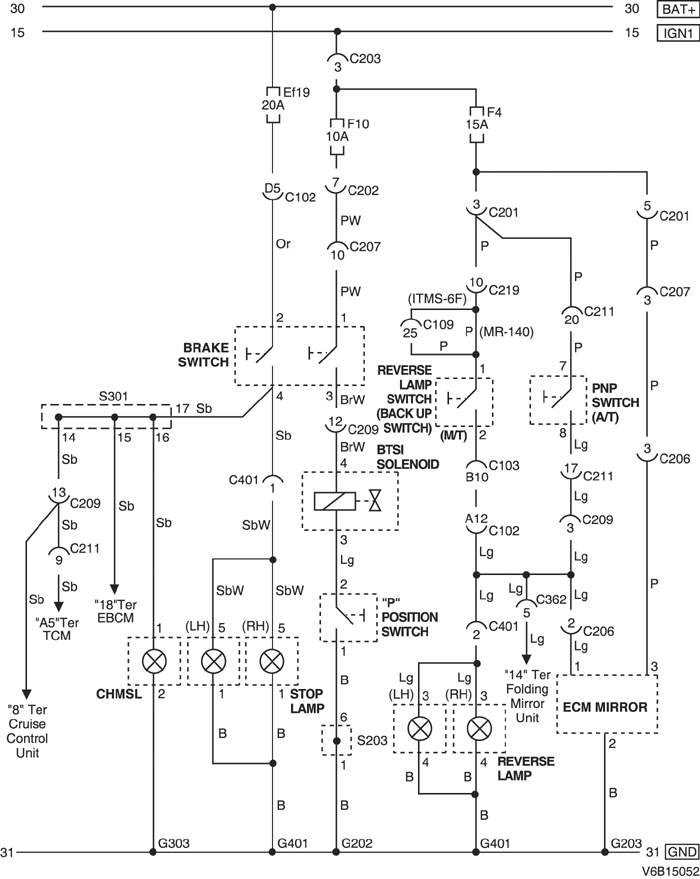 30 30 BAT+
15 15 IGN1
C203
3
Ef19
20A
F10
10A
F4
15A
D5 C102
7 C202
3 C201
5 C201
PW
Or
C207
10
P
P
P
C207
3
PW
10 C219
(ITMS-6F)
C109
25
P (MR-140)
P
C211
20
2 1
BRAKE
SWITCH
4 3
BrW
REVERSE
LAMP
SWITCH
(BACK UP
SWITCH)
1
(M/T) 2
7
PNP
SWITCH
(A/T)
8
P
S301
17 Sb
14 15 16
Sb
12 C209
BrW
4
BTSI
SOLENOID
Lg
3 C206
Sb
C401
1
C103
B10
17 C211
13 C209
Sb
Sb
Sb
SbW
A12 C102
Lg
C209
3
C211
9
Sb
Sb
3
Lg
Lg
Lg
"A5"Ter
TCM
"18"Ter
EBCM
SbW SbW
2
"P"
POSITION
SWITCH
1
Lg
Lg
C362
5
P
1
(LH) 5
(RH) 5
C401
2
Lg
2 C206
Lg
CHMSL
2
1 1
STOP
LAMP
B
Lg
(LH) 3
(RH) 3
Lg
"14" Ter
Folding
Mirror
Unit
1 3
ECM MIRROR
2
"8" Ter
Cruise
Control
Unit
B B
6
S203
1
4 4
REVERSE
LAMP
B B
B
B
B
B
B
31 G303 G401 G202 G401 G203 31 GND
V6B15052